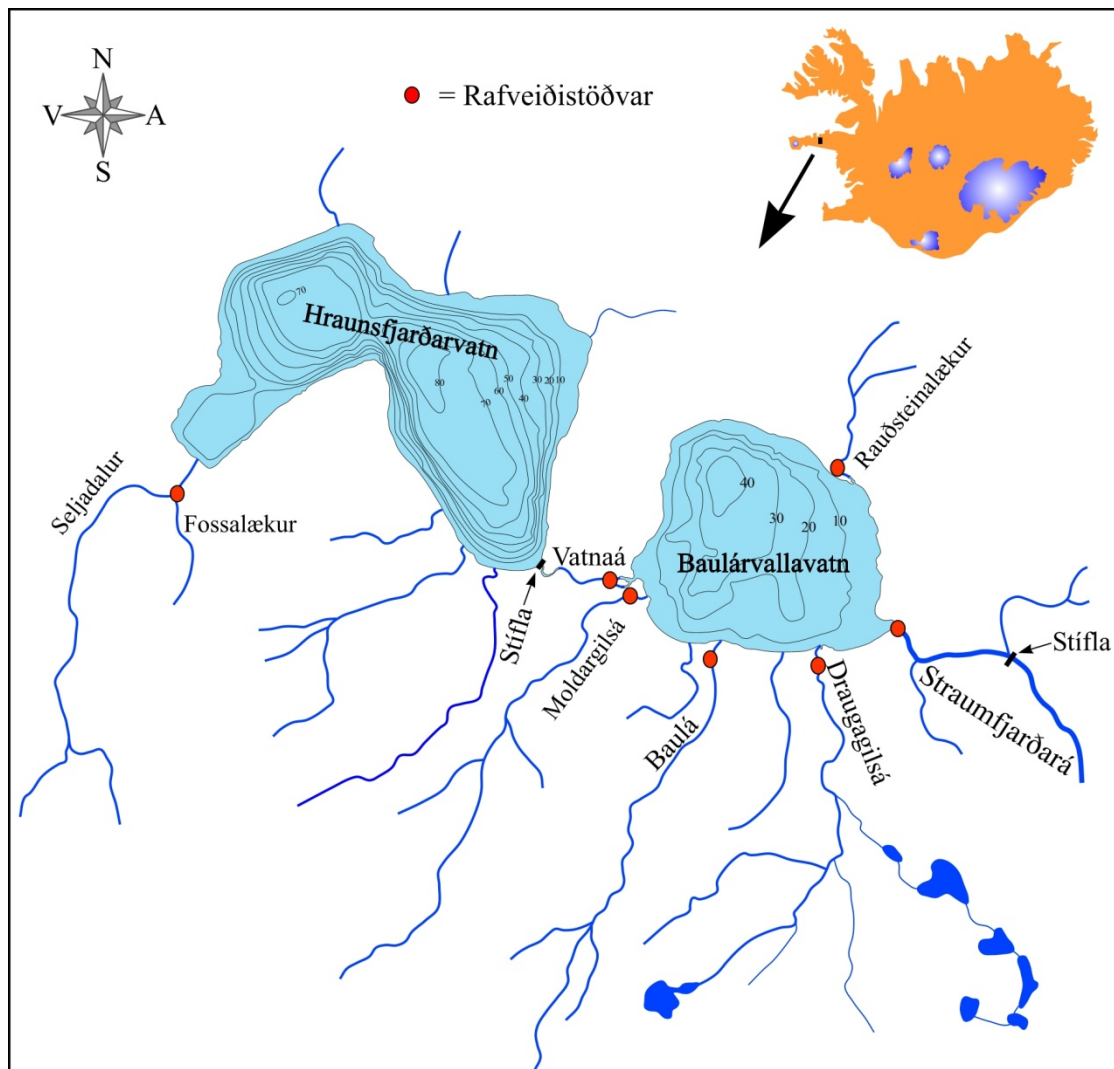 N
V A
S
= Rafveiðistöðvar
70
Hraunsfjarðarvatn
80
70
60
50
40
30
20
10
Rauðsteinalækur
Seljadalur
Fossalækur
Stífla
Vatnaá
Moldargilsá
40
30
20
10
Baulárvallavatn
Baulá
Draugagilsá
Straumfjarðará
Stífla